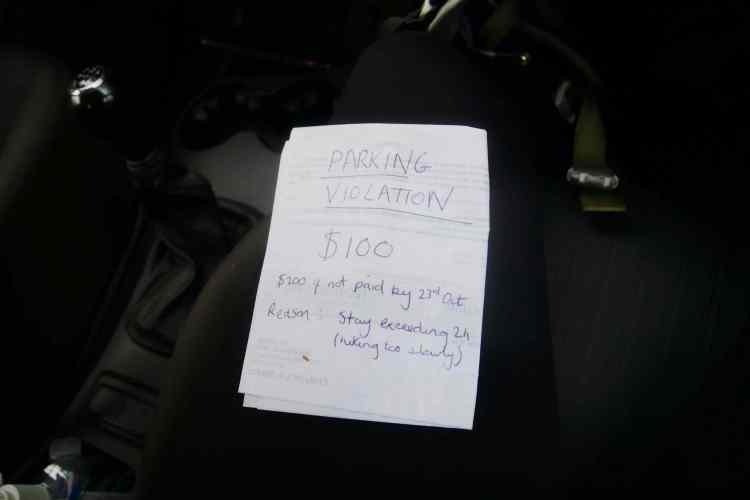 PARKING
VIOLATION
$100
$200 if not paid by 23rd Oct
Reason: Stay exceeding 2h
(hiking too slowly)